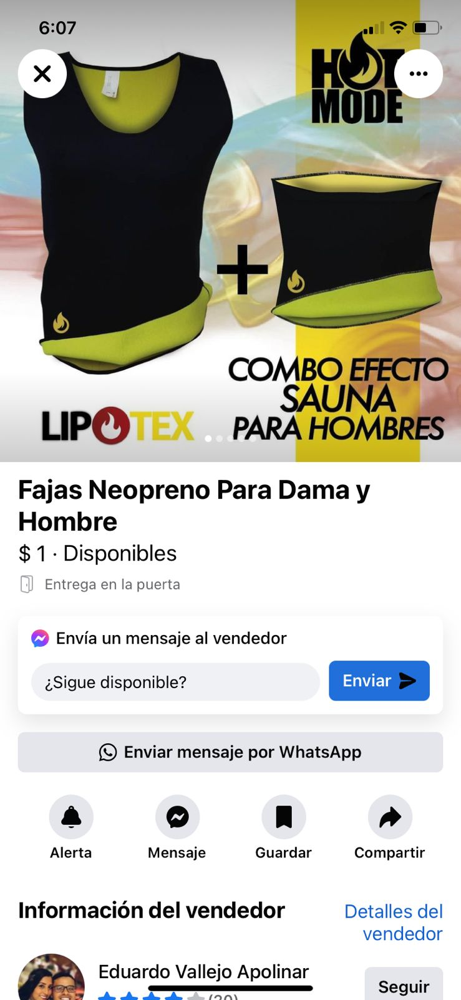 6:07
HOT
MODE
COMBO EFECTO
SAUNA
PARA HOMBRES
LIPOTEX
Fajas Neopreno Para Dama y
Hombre
$ 1 · Disponibles
Entrega en la puerta
Envía un mensaje al vendedor
¿Sigue disponible?
Enviar
Enviar mensaje por WhatsApp
Alerta
Mensaje
Guardar
Compartir
Información del vendedor
Detalles del
vendedor
Eduardo Vallejo Apolinar
Seguir